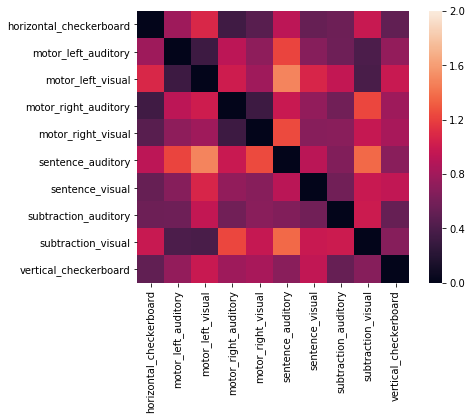 horizontal_checkerboard
motor_left_auditory
motor_left_visual
motor_right_auditory
motor_right_visual
sentence_auditory
sentence_visual
subtraction_auditory
subtraction_visual
vertical_checkerboard
horizontal_checkerboard
motor_left_auditory
motor_left_visual
motor_right_auditory
motor_right_visual
sentence_auditory
sentence_visual
subtraction_auditory
subtraction_visual
vertical_checkerboard
2.0
1.6
1.2
0.8
0.4
0.0